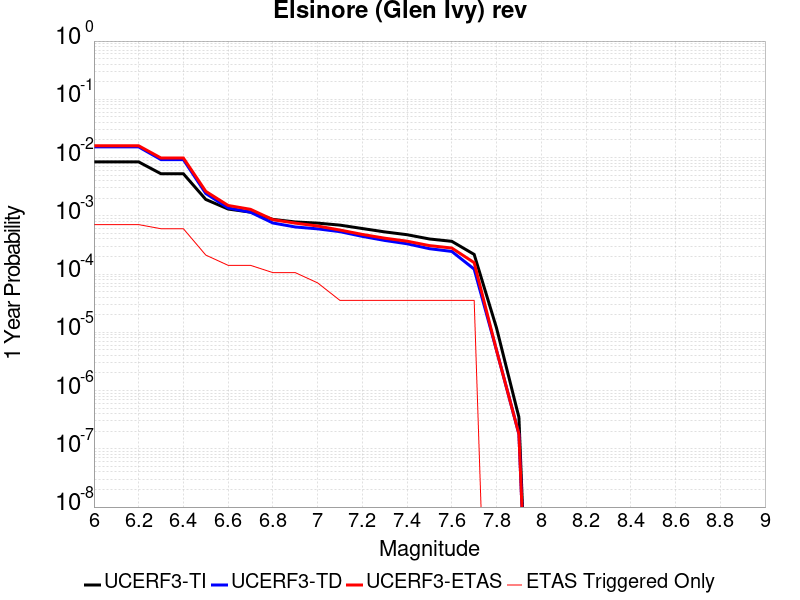 Elsinore (Glen Ivy) rev
10^0
10^-1
10^-2
10^-3
10^-4
10^-5
10^-6
10^-7
10^-8
1 Year Probability
6 6.2 6.4 6.6 6.8 7 7.2 7.4 7.6 7.8 8 8.2 8.4 8.6 8.8 9
Magnitude
UCERF3-TI UCERF3-TD UCERF3-ETAS ETAS Triggered Only